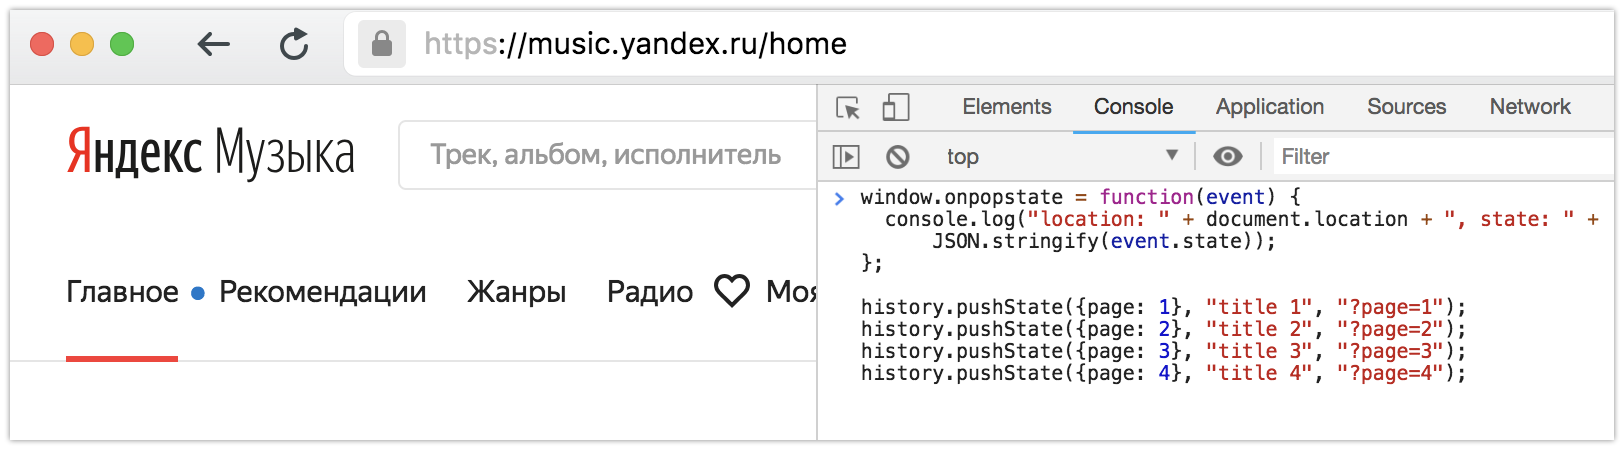 https://music.yandex.ru/home
Elements Console Application Sources Network
Яндекс Музыка
Трек, альбом, исполнитель
top Filter
window.onpopstate = function(event) {
console.log("location: " + document.location + ", state: " +
JSON.stringify(event.state));
};
Главное Рекомендации Жанры Радио Моя
history.pushState({page: 1}, "title 1", "?page=1");
history.pushState({page: 2}, "title 2", "?page=2");
history.pushState({page: 3}, "title 3", "?page=3");
history.pushState({page: 4}, "title 4", "?page=4");